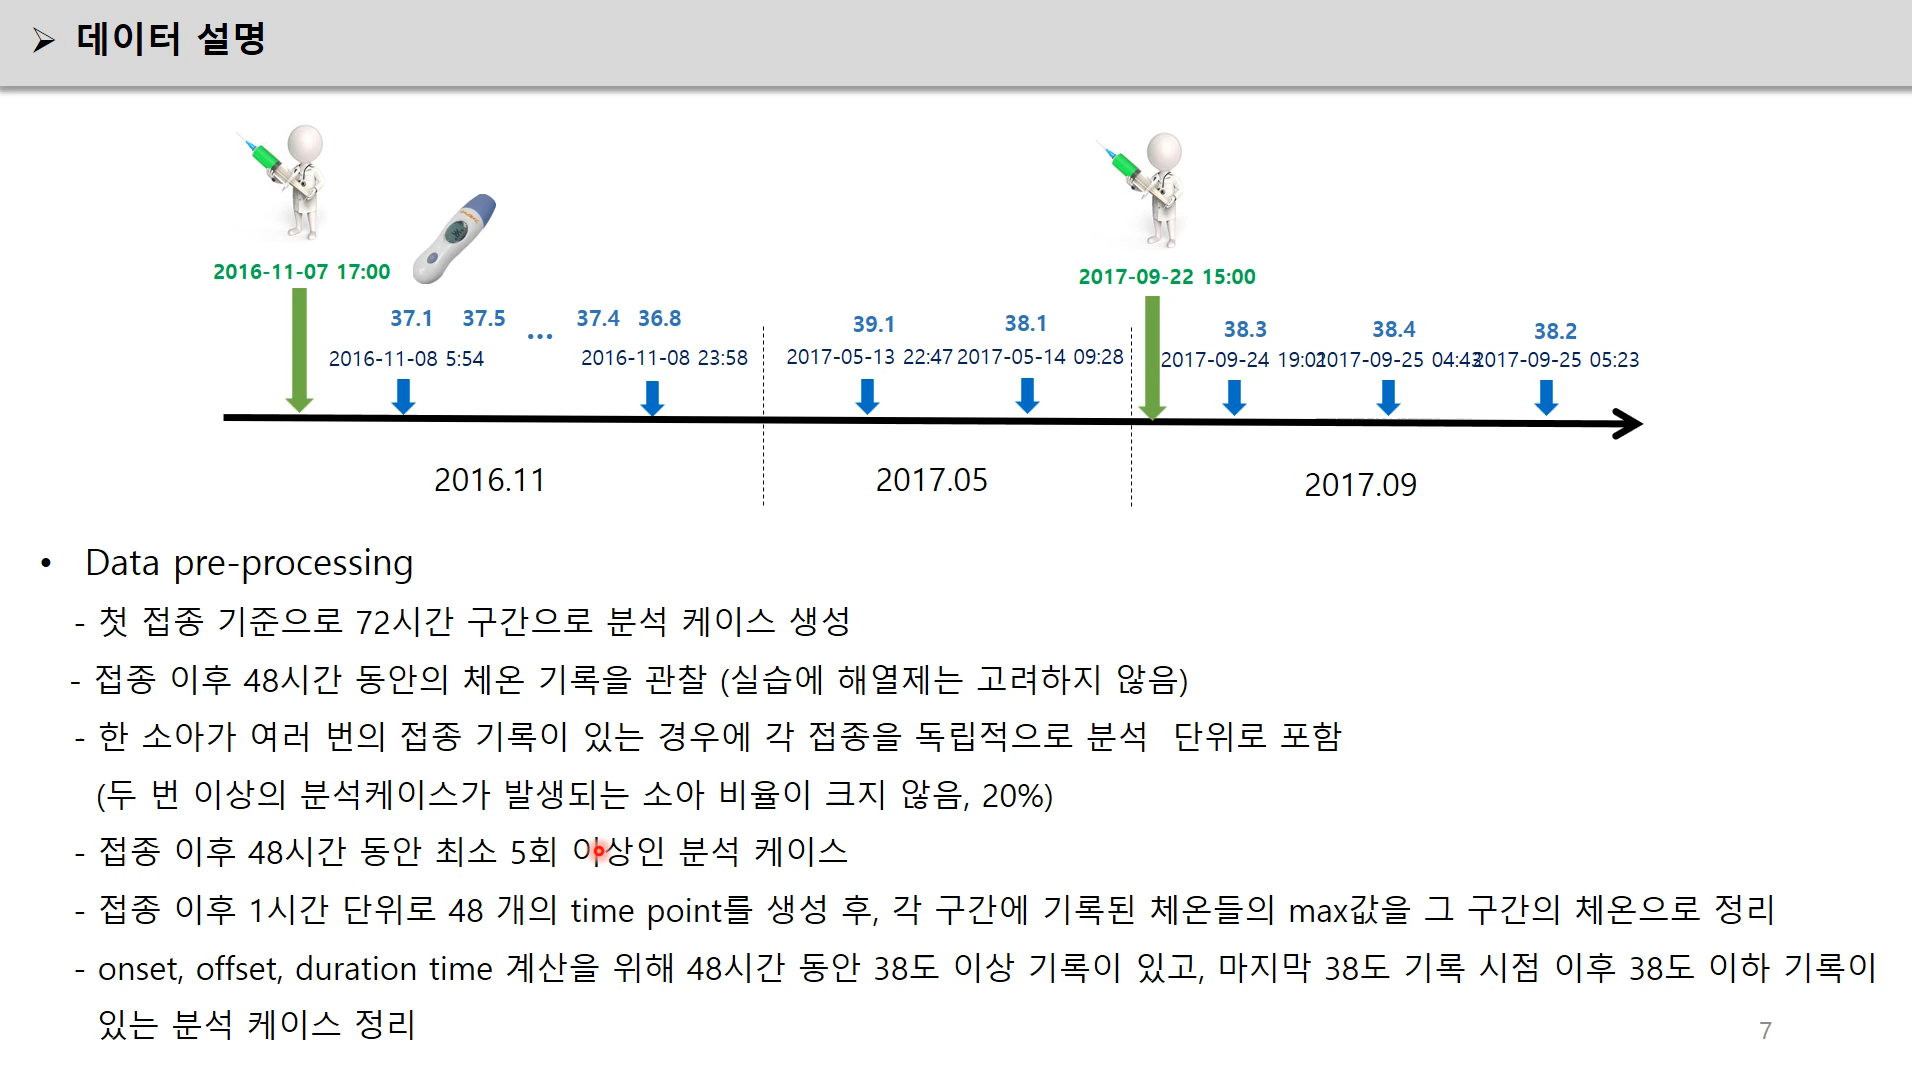 ➢ 데이터 설명
2016-11-07 17:00
2017-09-22 15:00
37.1 37.5 ... 37.4 36.8
39.1 38.1
38.3 38.4 38.2
2016-11-08 5:54 2016-11-08 23:58
2017-05-13 22:47 2017-05-14 09:28
2017-09-24 19:01 2017-09-25 04:43 2017-09-25 05:23
2016.11 2017.05 2017.09
• Data pre-processing
- 첫 접종 기준으로 72시간 구간으로 분석 케이스 생성
- 접종 이후 48시간 동안의 체온 기록을 관찰 (실습에 해열제는 고려하지 않음)
- 한 소아가 여러 번의 접종 기록이 있는 경우에 각 접종을 독립적으로 분석 단위로 포함
(두 번 이상의 분석케이스가 발생되는 소아 비율이 크지 않음, 20%)
- 접종 이후 48시간 동안 최소 5회 이상인 분석 케이스
- 접종 이후 1시간 단위로 48 개의 time point를 생성 후, 각 구간에 기록된 체온들의 max값을 그 구간의 체온으로 정리
- onset, offset, duration time 계산을 위해 48시간 동안 38도 이상 기록이 있고, 마지막 38도 기록 시점 이후 38도 이하 기록이
있는 분석 케이스 정리
7